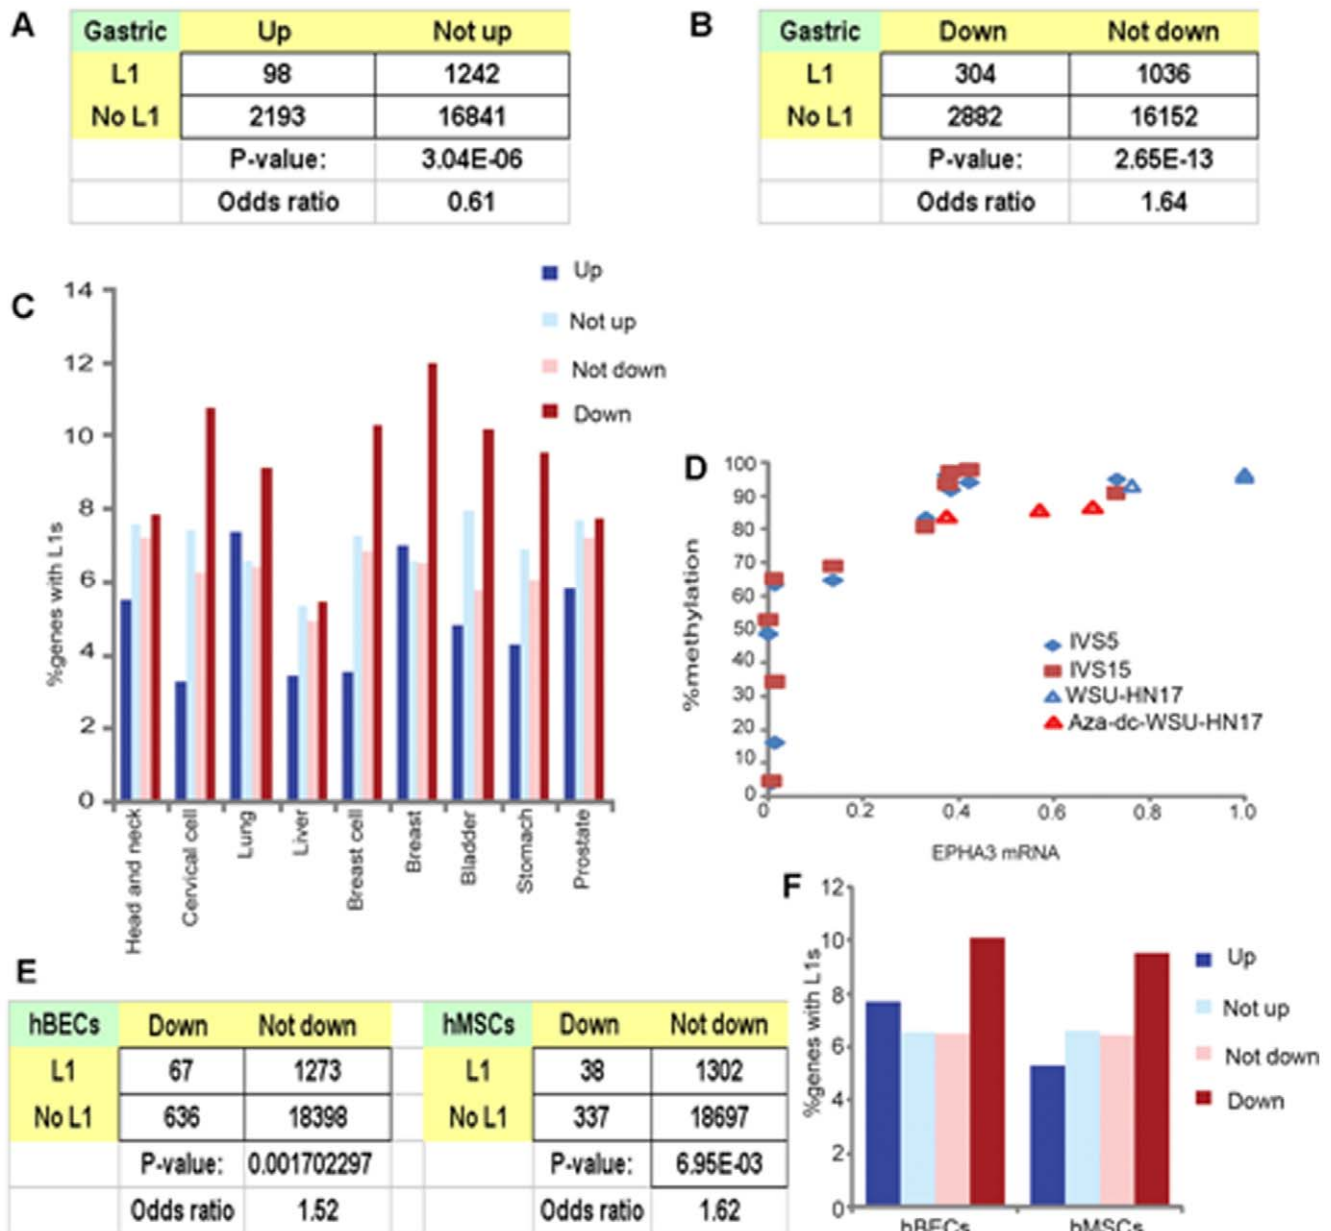 A
Gastric Up Not up
L1 98 1242
No L1 2193 16841
P-value: 3.04E-06
Odds ratio 0.61
B
Gastric Down Not down
L1 304 1036
No L1 2882 16152
P-value: 2.65E-13
Odds ratio 1.64
C
%genes with L1s
14
12
10
8
6
4
2
0
Up
Not up
Not down
Down
Head and neck
Cervical cell
Lung
Liver
Breast cell
Breast
Bladder
Stomach
Prostate
D
%methylation
100
90
80
70
60
50
40
30
20
10
0
0 0.2 0.4 0.6 0.8 1.0
EPHA3 mRNA
IVS5
IVS15
WSU-HN17
Aza-dc-WSU-HN17
E
hBECs Down Not down
L1 67 1273
No L1 636 18398
P-value: 0.001702297
Odds ratio 1.52
hMSCs Down Not down
L1 38 1302
No L1 337 18697
P-value: 6.95E-03
Odds ratio 1.62
F
%genes with L1s
12
10
8
6
4
2
0
hBECs hMSCs
Up
Not up
Not down
Down